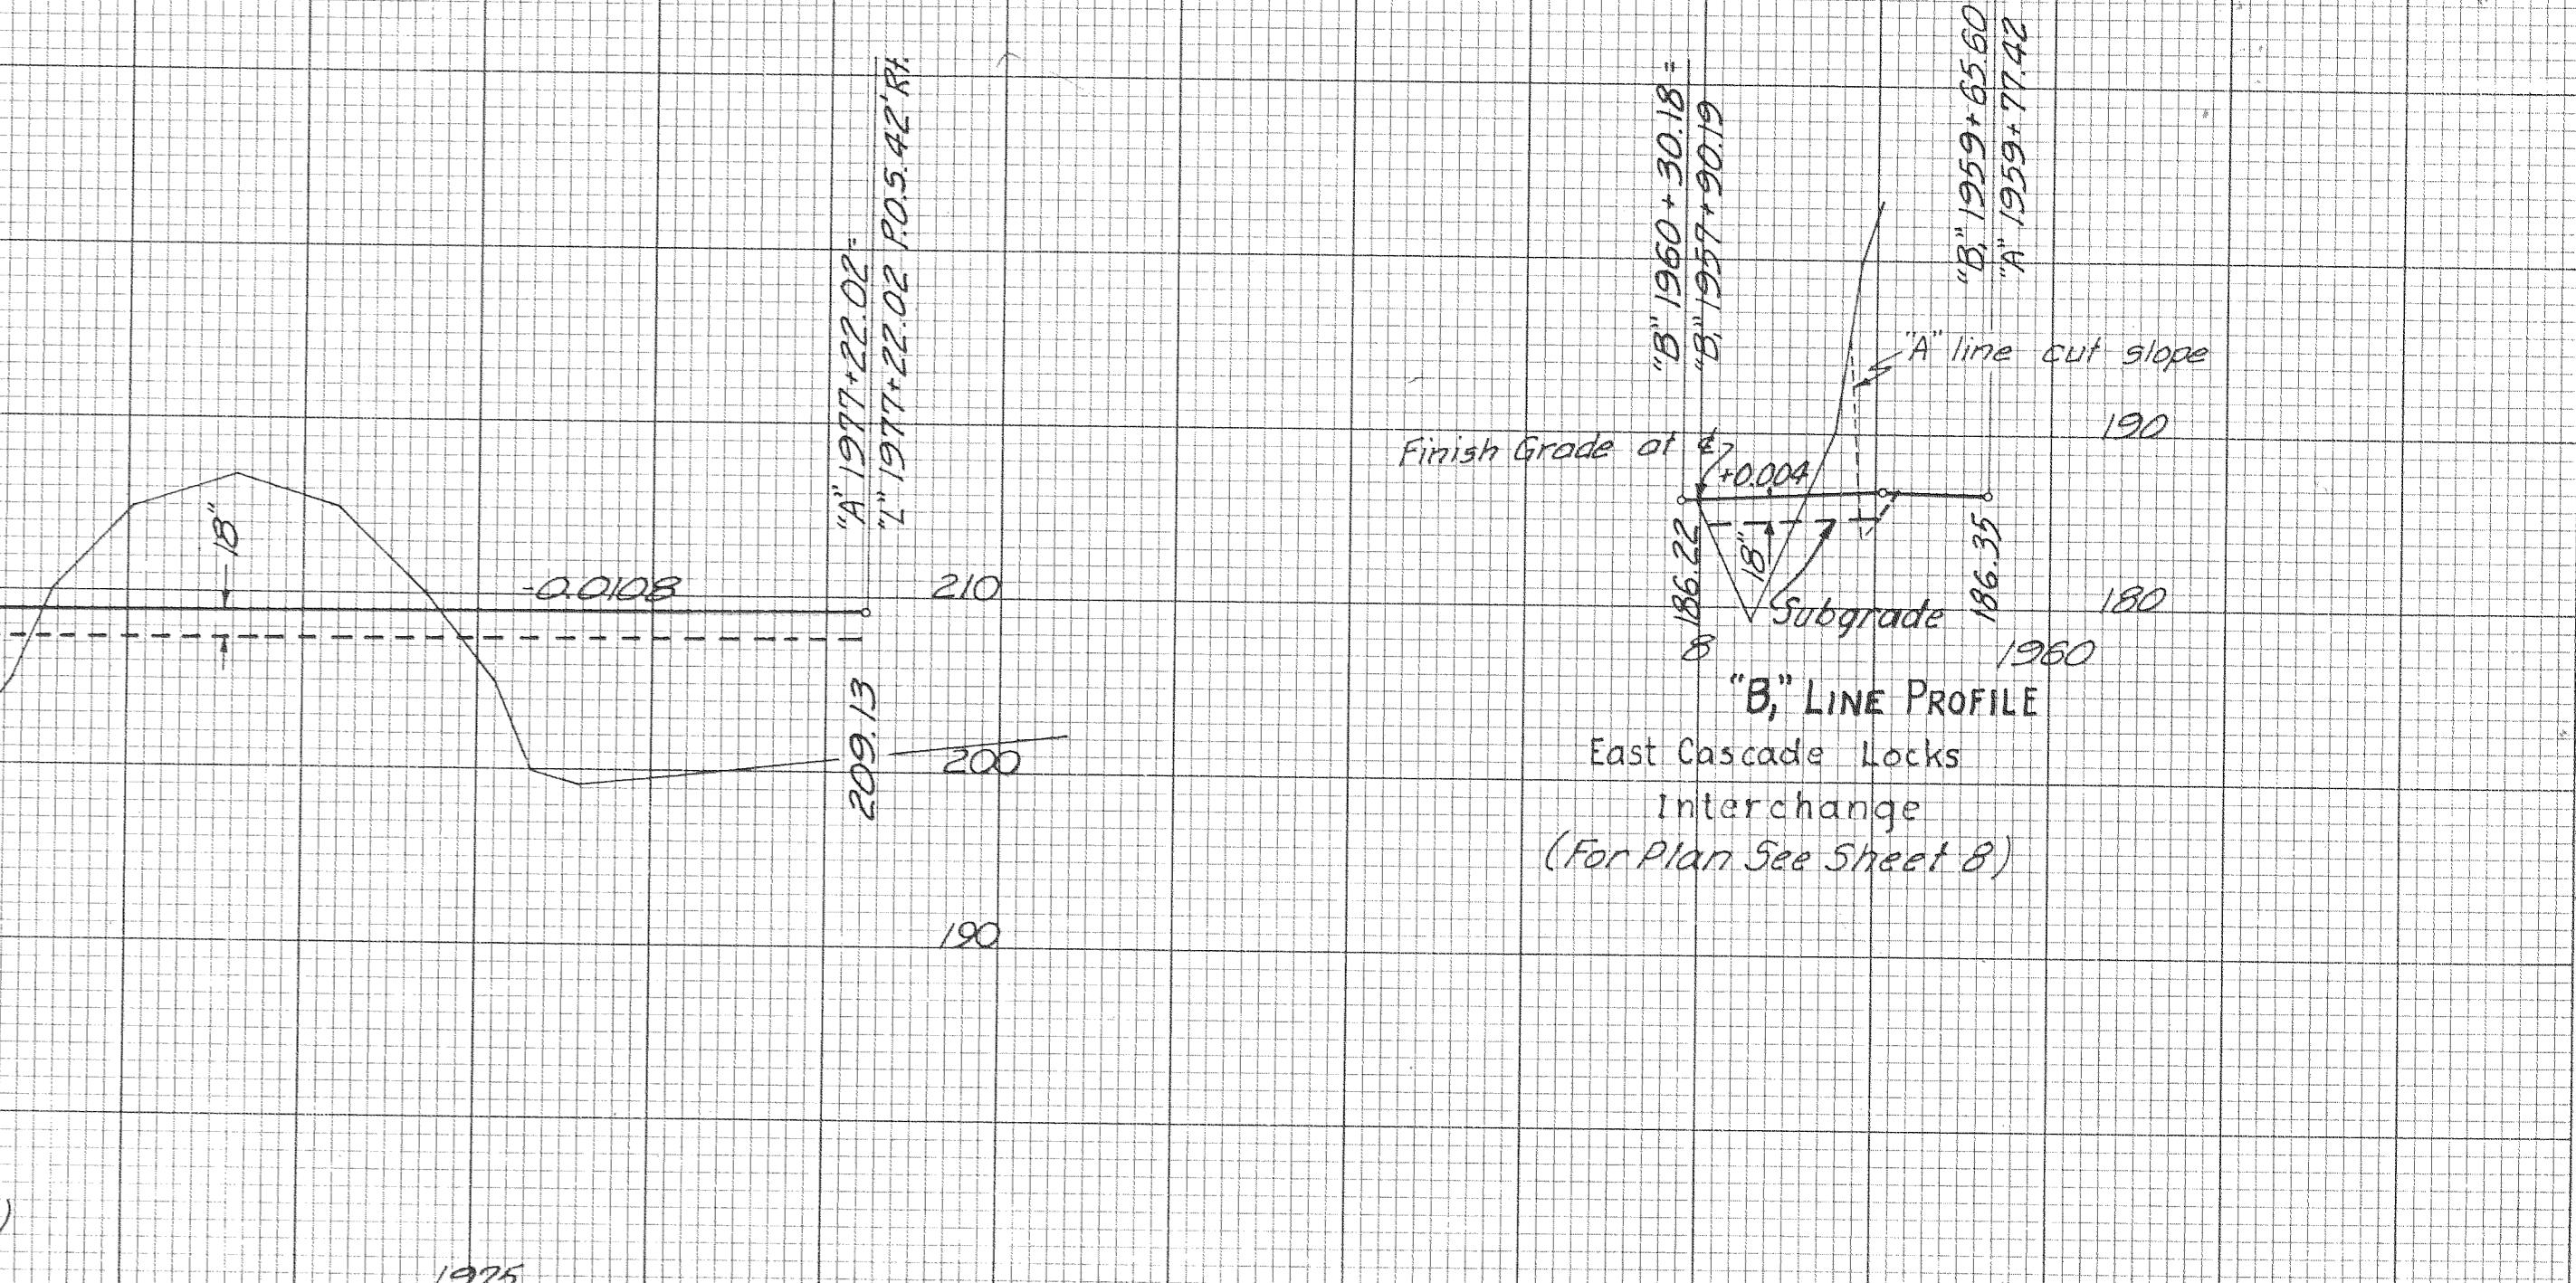 "A" 1977+22.02=
"L" 1977+22.02 P.O.S. 42' Rt.
18"
-0.0108
210
209.13
200
190
1975
"B" 1960+30.18=
"B," 1957+90.19
"B," 1959+65.60
"A" 1959+77.42
"A" line cut slope
190
Finish Grade at ℄
+0.004
186.22
18"
Subgrade
186.35
180
8
1960
"B," LINE PROFILE
East Cascade Locks
Interchange
(For Plan See Sheet 8)
)